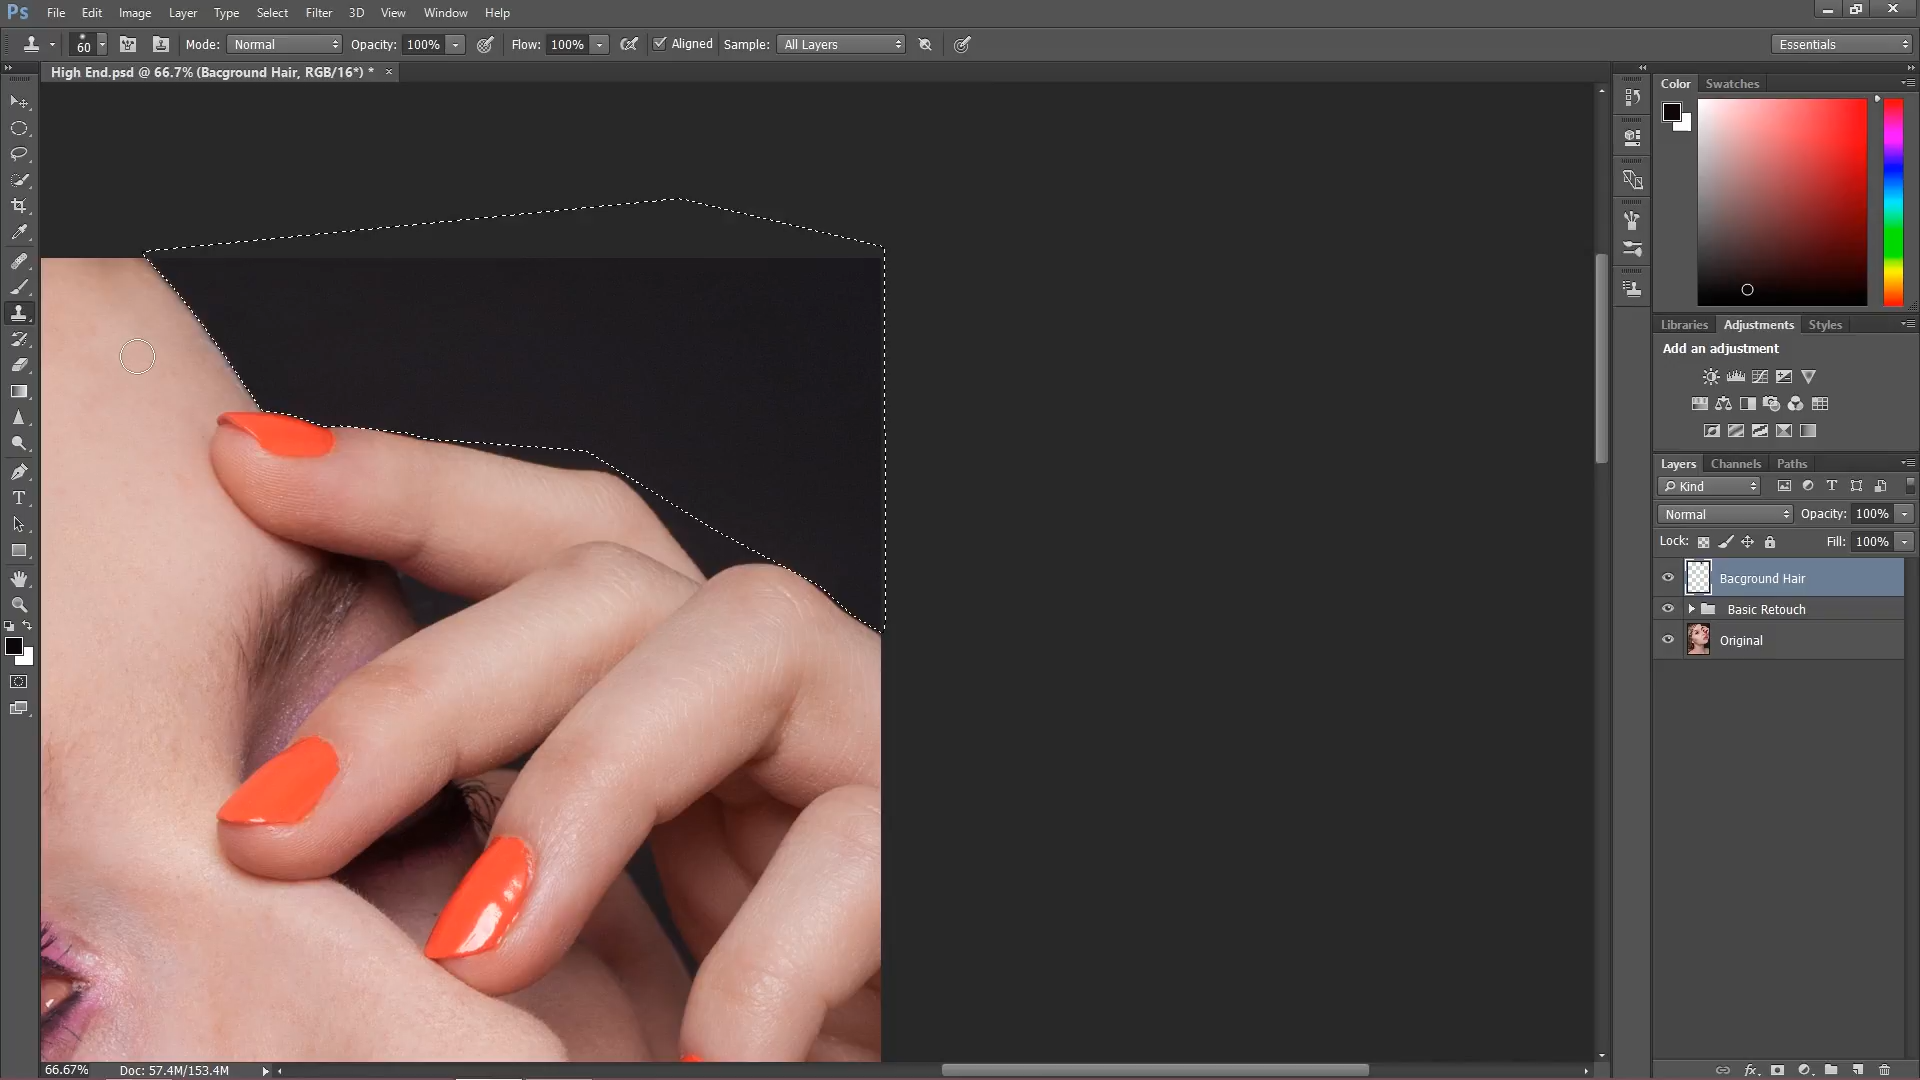 Ps File Edit Image Layer Type Select Filter 3D View Window Help
60 Mode: Normal Opacity: 100% Flow: 100% Aligned Sample: All Layers Essentials
High End.psd @ 66.7% (Bacground Hair, RGB/16*) * ×
Color Swatches
Libraries Adjustments Styles
Add an adjustment
Layers Channels Paths
Kind
Normal Opacity: 100%
Lock: Fill: 100%
Bacground Hair
Basic Retouch
Original
66.67% Doc: 57.4M/153.4M